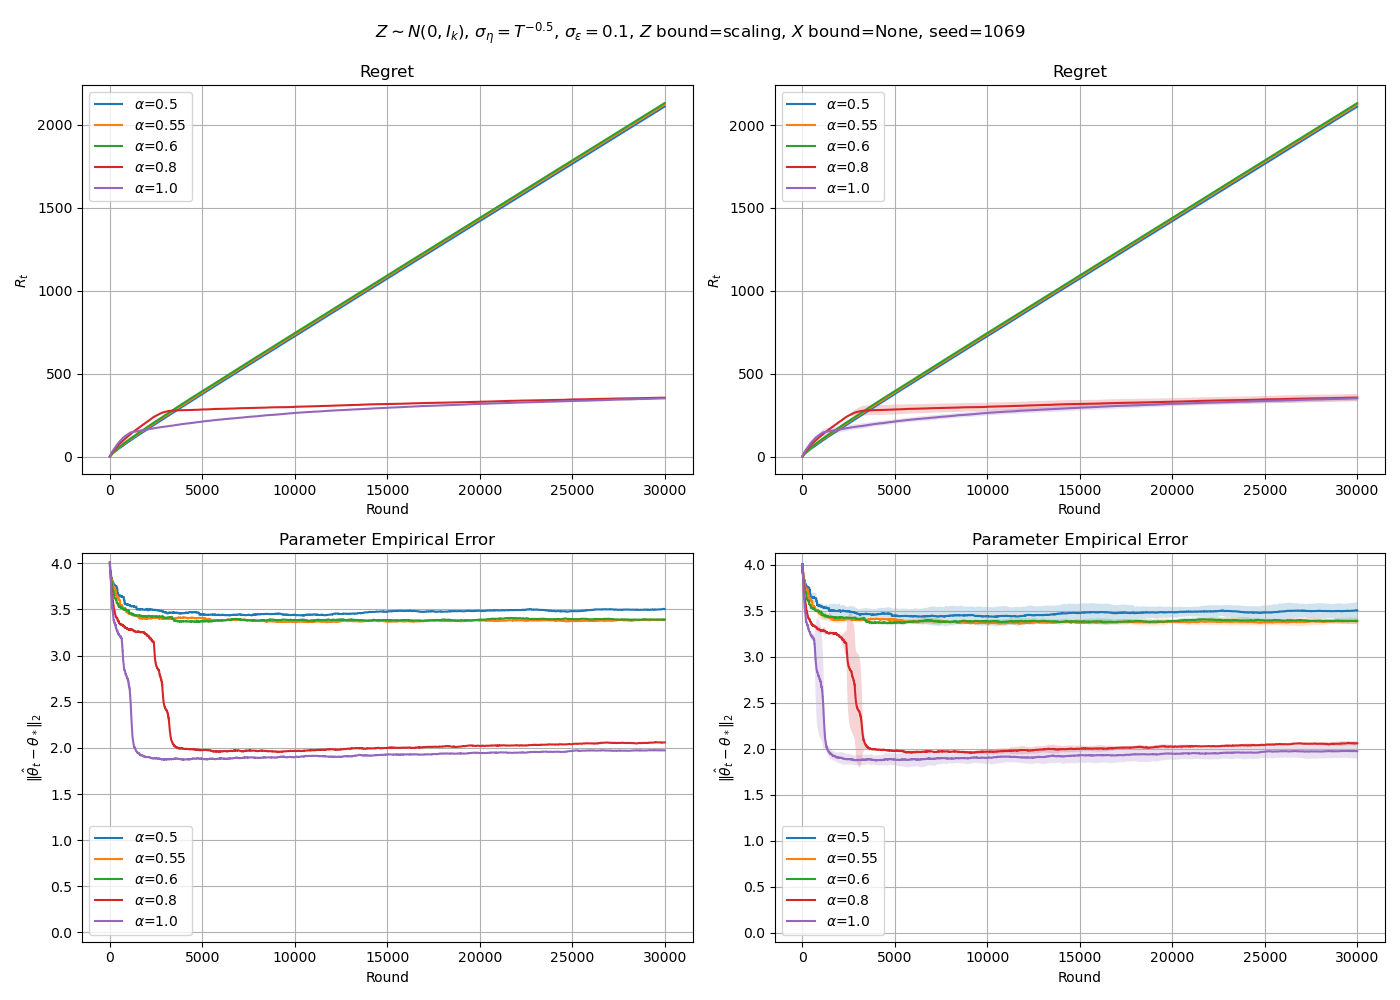 Z ∼ N(0, I_k), σ_η = T^{−0.5}, σ_ε = 0.1, Z bound=scaling, X bound=None, seed=1069
Regret
R_t
2000
1500
1000
500
0
α=0.5
α=0.55
α=0.6
α=0.8
α=1.0
0 5000 10000 15000 20000 25000 30000
Round
Regret
R_t
2000
1500
1000
500
0
α=0.5
α=0.55
α=0.6
α=0.8
α=1.0
0 5000 10000 15000 20000 25000 30000
Round
Parameter Empirical Error
‖θ̂_t − θ_*‖_2
4.0
3.5
3.0
2.5
2.0
1.5
1.0
0.5
0.0
α=0.5
α=0.55
α=0.6
α=0.8
α=1.0
0 5000 10000 15000 20000 25000 30000
Round
Parameter Empirical Error
‖θ̂_t − θ_*‖_2
4.0
3.5
3.0
2.5
2.0
1.5
1.0
0.5
0.0
α=0.5
α=0.55
α=0.6
α=0.8
α=1.0
0 5000 10000 15000 20000 25000 30000
Round